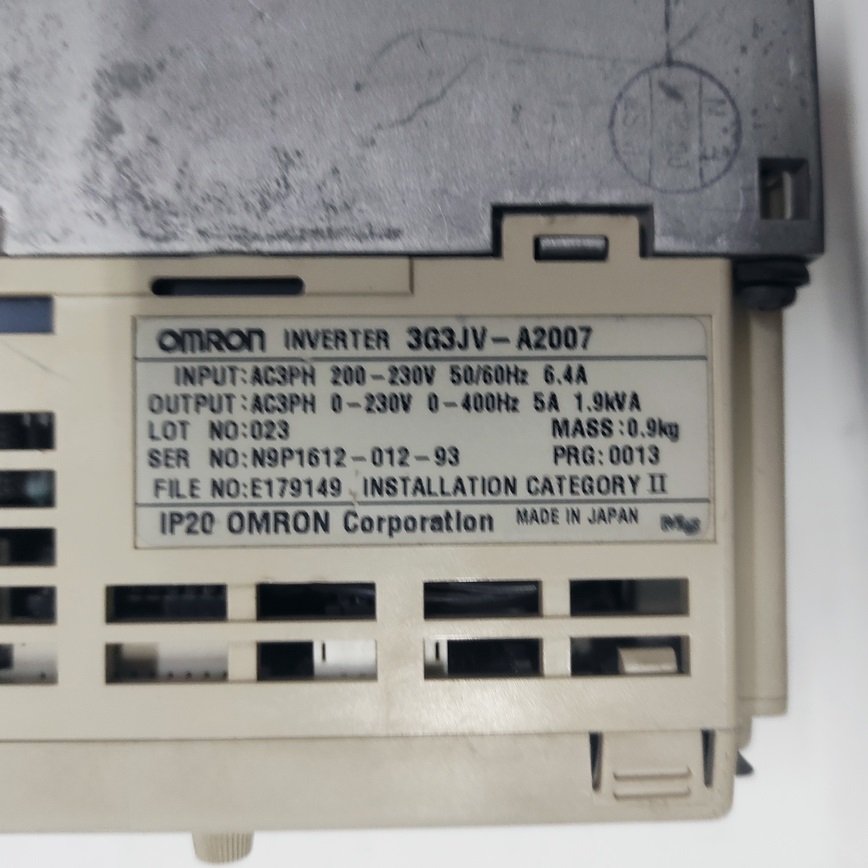 OMRON INVERTER 3G3JV-A2007
INPUT:AC3PH 200-230V 50/60Hz 6.4A
OUTPUT:AC3PH 0-230V 0-400Hz 5A 1.9kVA
LOT NO:023 MASS:0.9kg
SER NO:N9P1612-012-93 PRG:0013
FILE NO:E179149 INSTALLATION CATEGORY II
IP20 OMRON Corporation MADE IN JAPAN